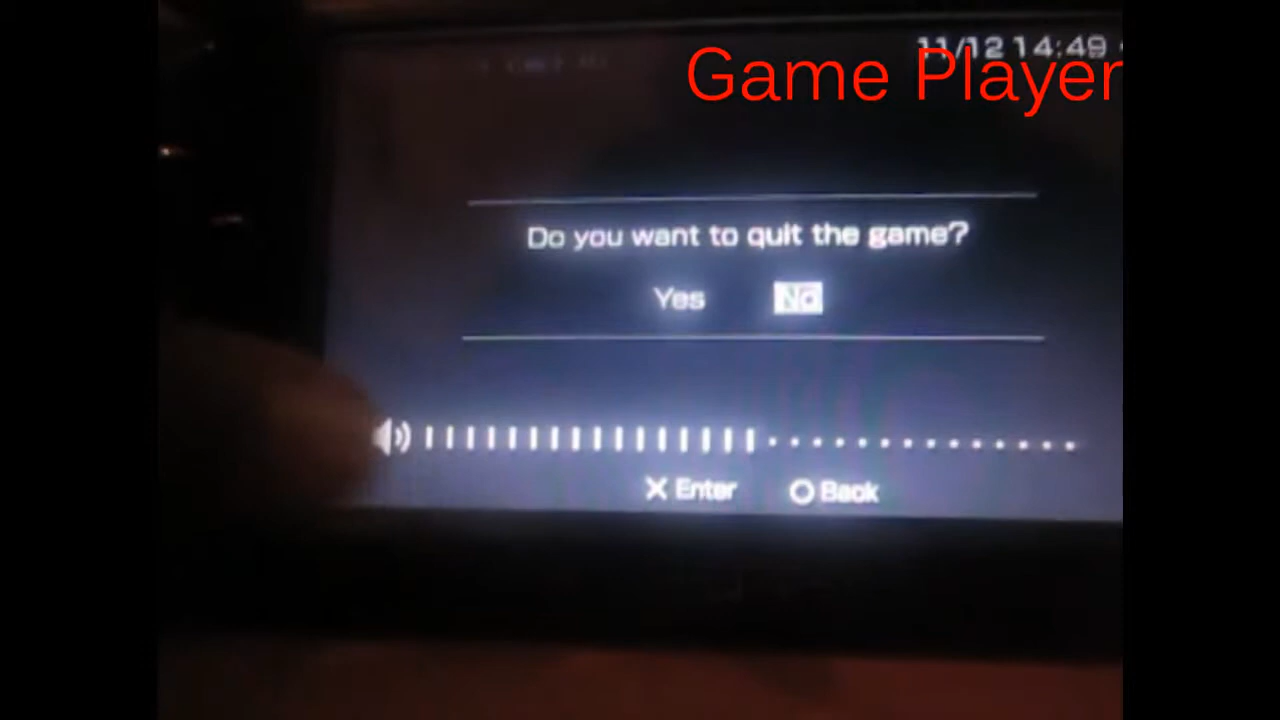 11/12 14:49
Game Player
Do you want to quit the game?
Yes No
X Enter O Back